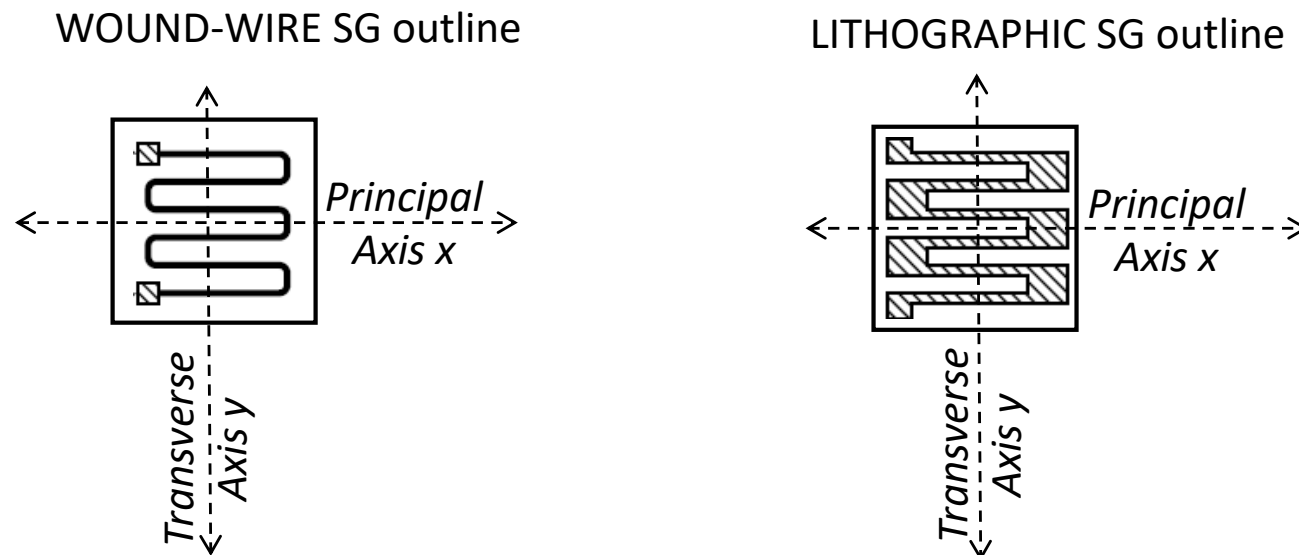 WOUND-WIRE SG outline
Principal
Axis x
Transverse
Axis y
LITHOGRAPHIC SG outline
Principal
Axis x
Transverse
Axis y